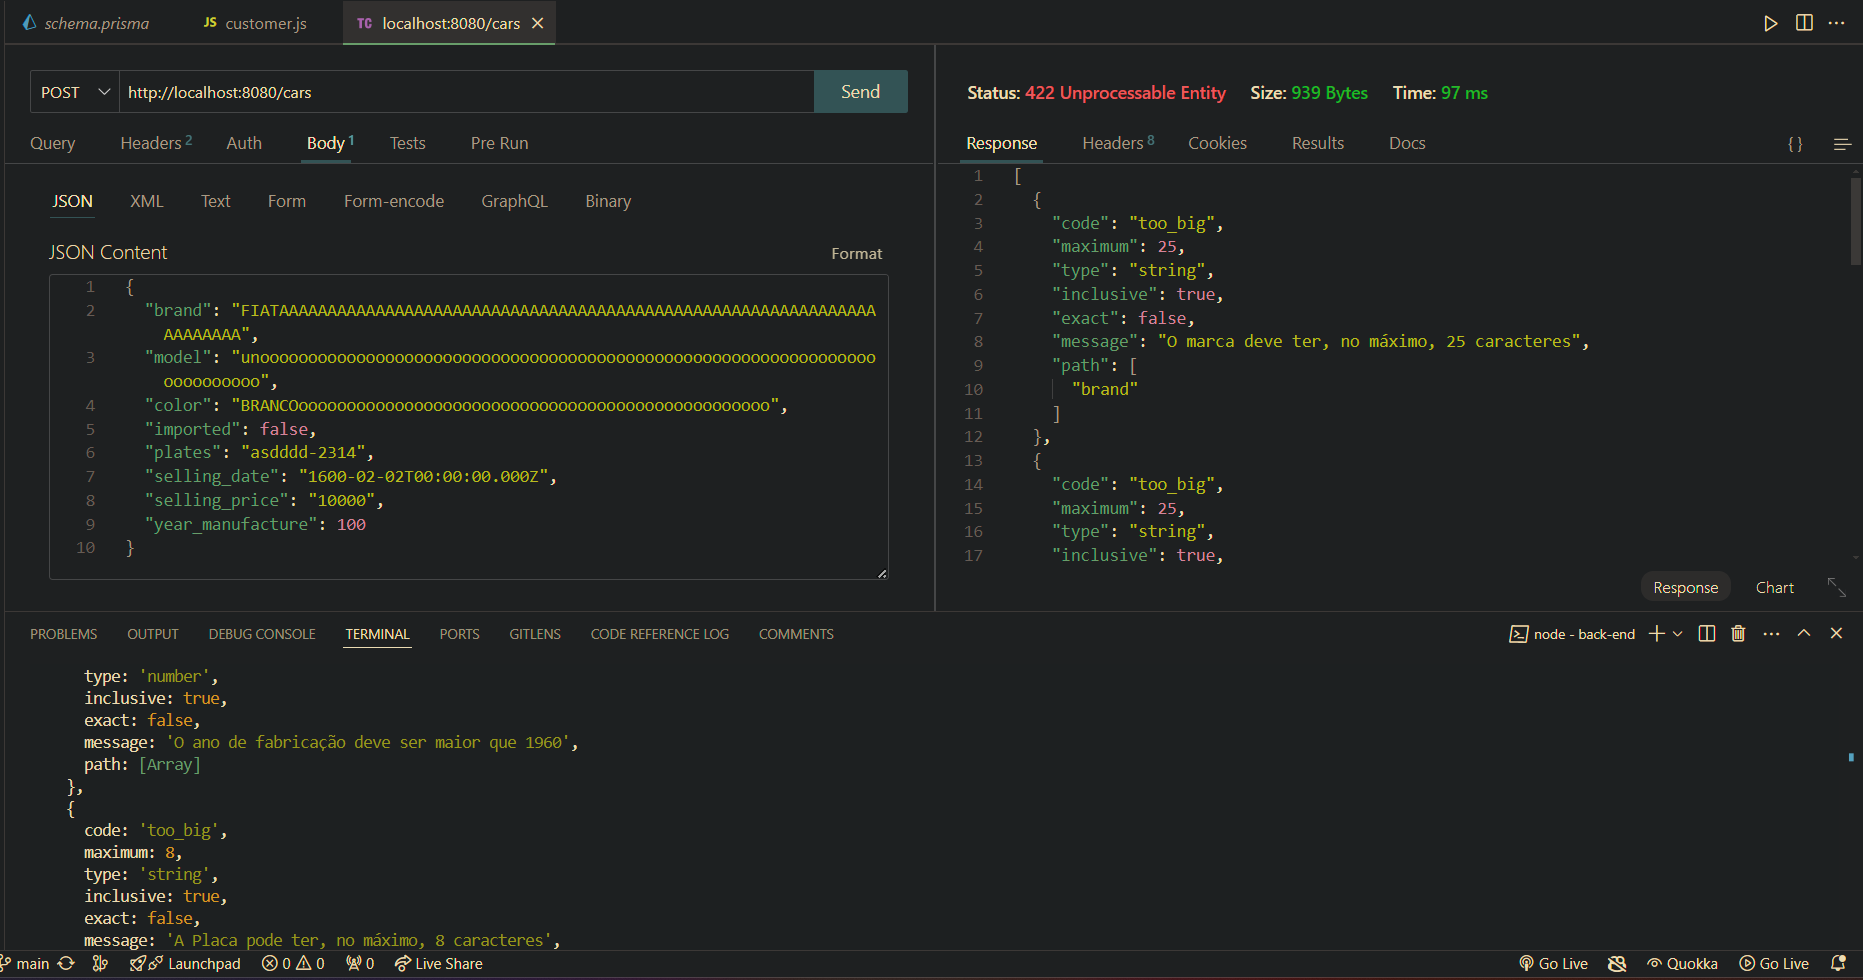 schema.prisma
JS customer.js
TC localhost:8080/cars
POST http://localhost:8080/cars Send
Query Headers 2 Auth Body 1 Tests Pre Run
JSON XML Text Form Form-encode GraphQL Binary
JSON Content Format
1 {
2 "brand": "FIATAAAAAAAAAAAAAAAAAAAAAAAAAAAAAAAAAAAAAAAAAAAAAAAAAAAAAAAAAAAAAA
AAAAAAAA",
3 "model": "unoooooooooooooooooooooooooooooooooooooooooooooooooooooooooooooooo
oooooooooo",
4 "color": "BRANCOooooooooooooooooooooooooooooooooooooooooooooooooo",
5 "imported": false,
6 "plates": "asdddd-2314",
7 "selling_date": "1600-02-02T00:00:00.000Z",
8 "selling_price": "10000",
9 "year_manufacture": 100
10 }
Status: 422 Unprocessable Entity Size: 939 Bytes Time: 97 ms
Response Headers 8 Cookies Results Docs { }
1 [
2 {
3 "code": "too_big",
4 "maximum": 25,
5 "type": "string",
6 "inclusive": true,
7 "exact": false,
8 "message": "O marca deve ter, no máximo, 25 caracteres",
9 "path": [
10 "brand"
11 ]
12 },
13 {
14 "code": "too_big",
15 "maximum": 25,
16 "type": "string",
17 "inclusive": true,
Response Chart
PROBLEMS OUTPUT DEBUG CONSOLE TERMINAL PORTS GITLENS CODE REFERENCE LOG COMMENTS
node - back-end
type: 'number',
inclusive: true,
exact: false,
message: 'O ano de fabricação deve ser maior que 1960',
path: [Array]
},
{
code: 'too_big',
maximum: 8,
type: 'string',
inclusive: true,
exact: false,
message: 'A Placa pode ter, no máximo, 8 caracteres',
main Launchpad 0 0 0 Live Share Go Live Quokka Go Live